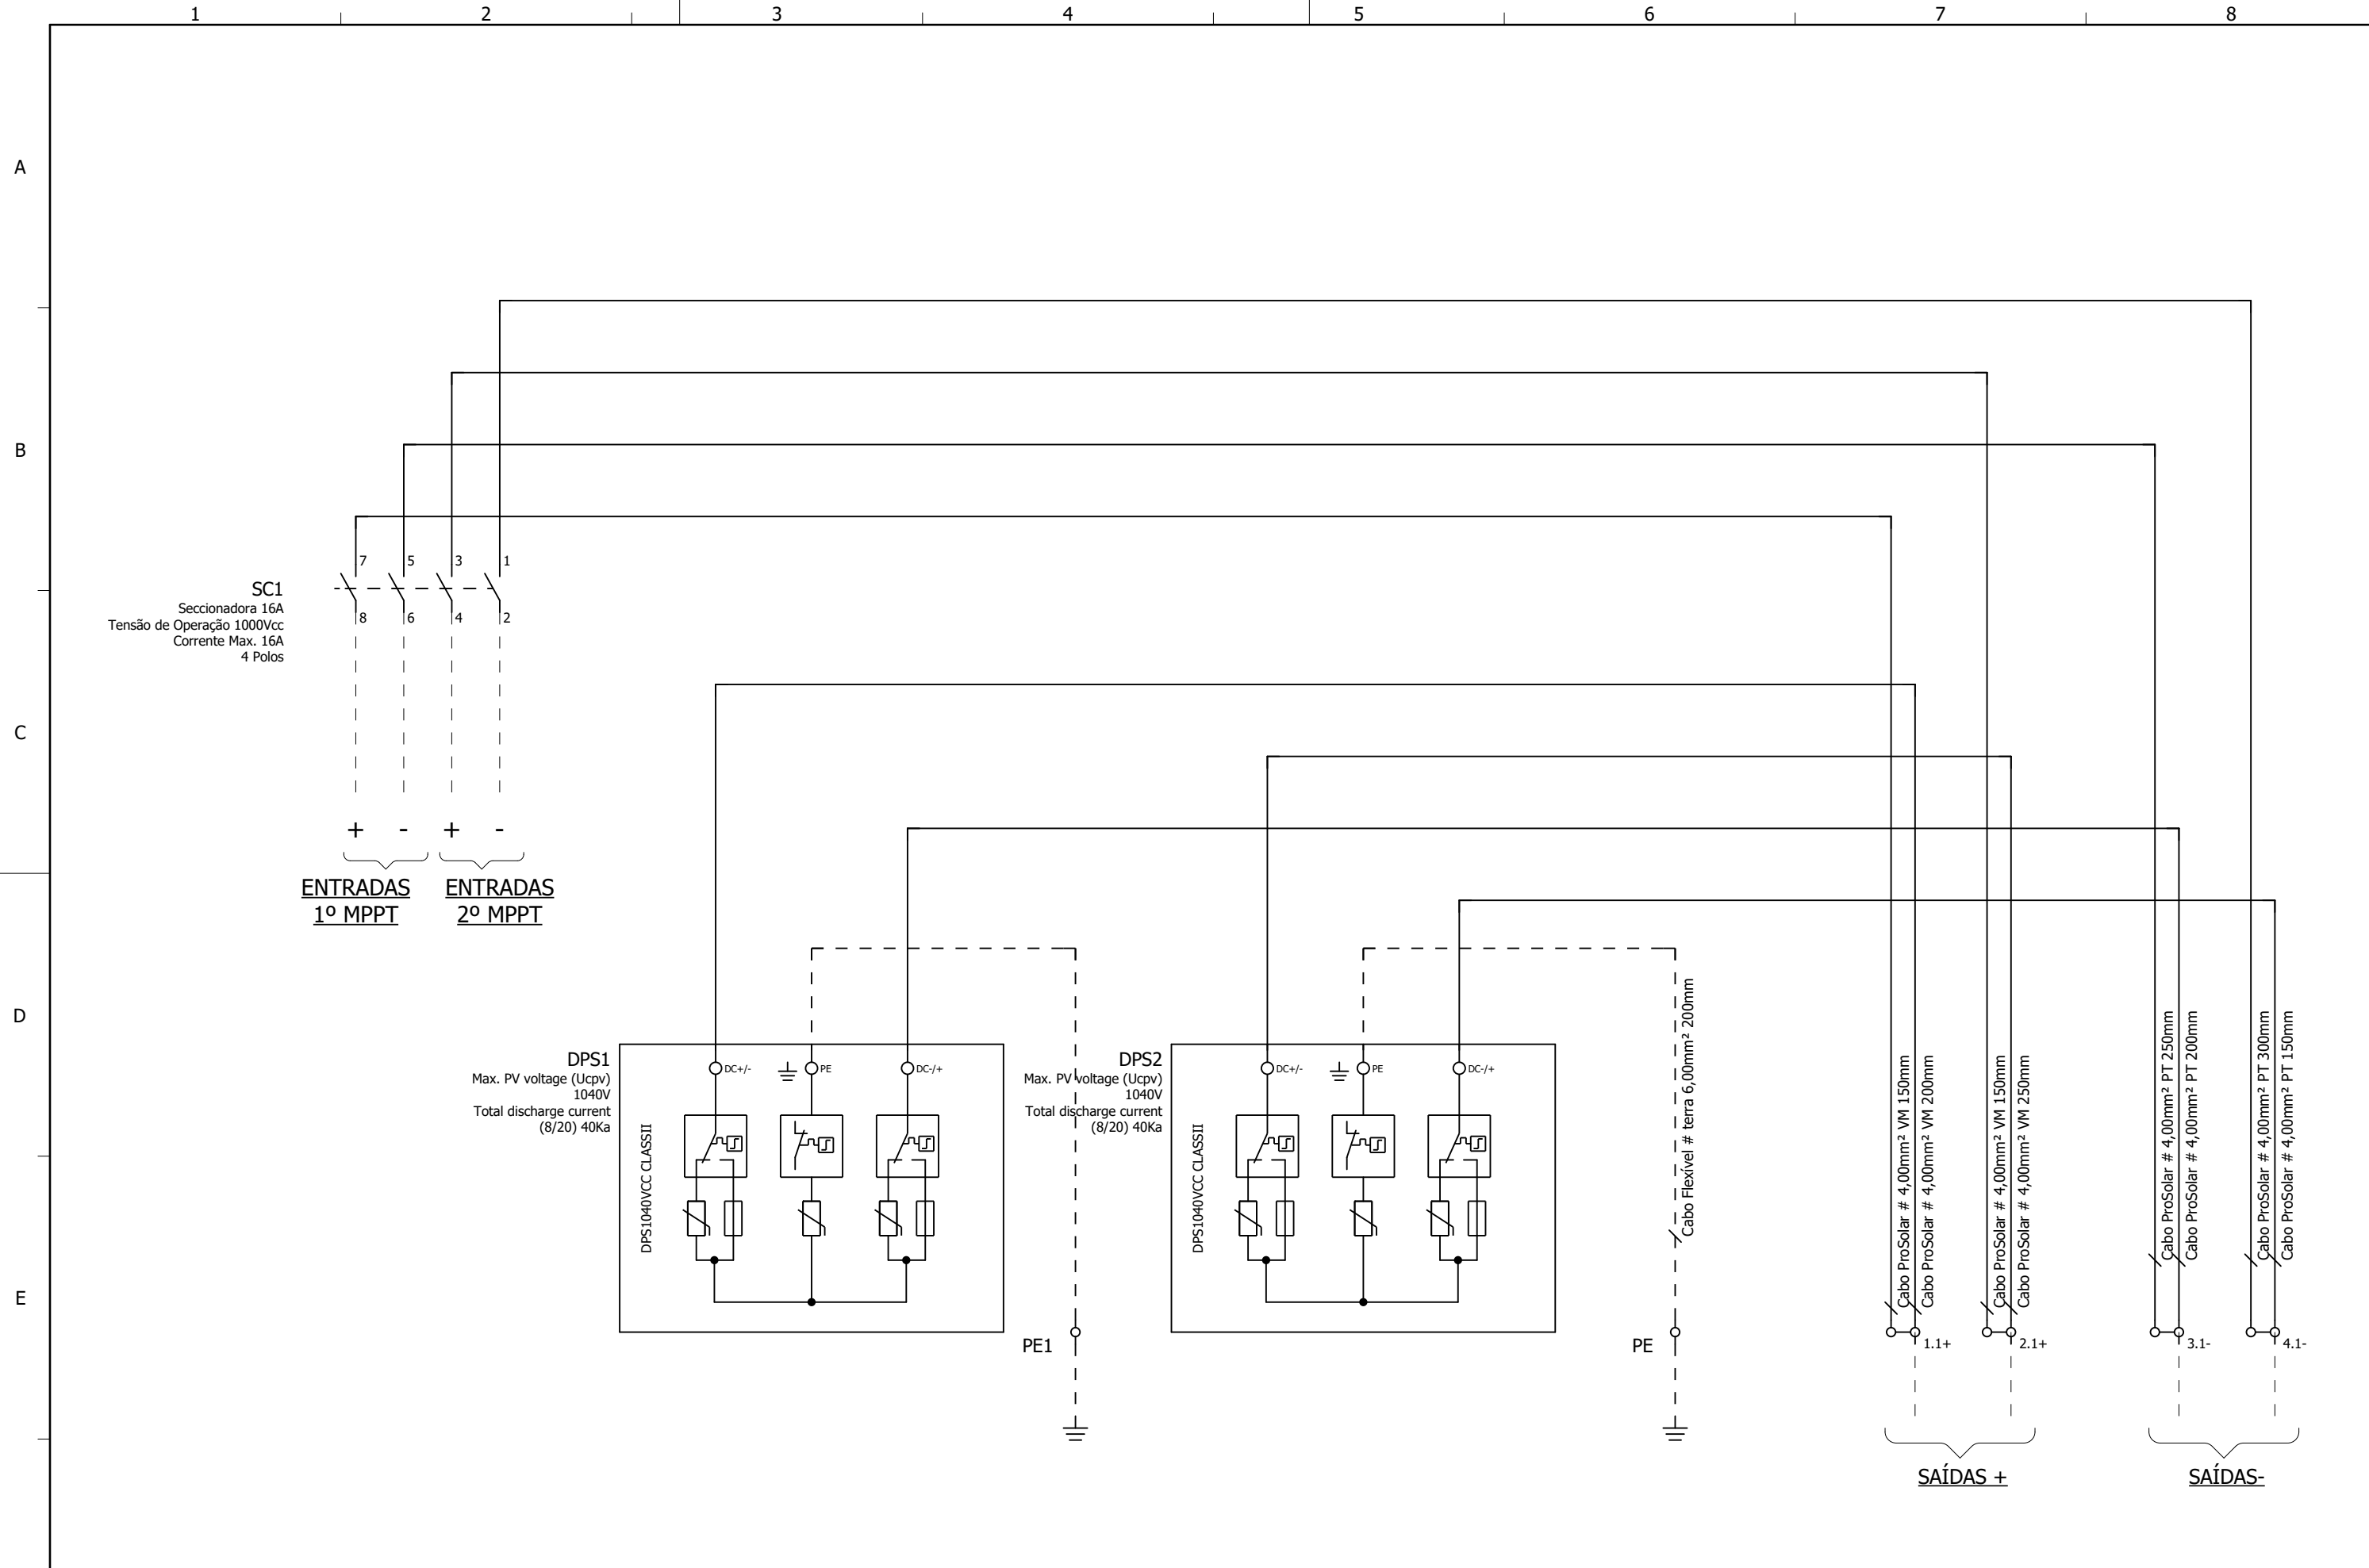 1 2 3 4 5 6 7 8
A
B
C
D
E
7 5 3 1
SC1
Seccionadora 16A
Tensão de Operação 1000Vcc
Corrente Max. 16A
4 Polos
8 6 4 2
+ - + -
ENTRADAS
1º MPPT
ENTRADAS
2º MPPT
DPS1
Max. PV voltage (Ucpv)
1040V
Total discharge current
(8/20) 40Ka
DPS1040VCC CLASSII
DC+/-
PE
DC-/+
PE1
DPS2
Max. PV voltage (Ucpv)
1040V
Total discharge current
(8/20) 40Ka
DPS1040VCC CLASSII
DC+/-
PE
DC-/+
Cabo Flexível # terra 6,00mm² 200mm
PE
Cabo ProSolar # 4,00mm² VM 150mm
Cabo ProSolar # 4,00mm² VM 200mm
Cabo ProSolar # 4,00mm² VM 150mm
Cabo ProSolar # 4,00mm² VM 250mm
Cabo ProSolar # 4,00mm² PT 250mm
Cabo ProSolar # 4,00mm² PT 200mm
Cabo ProSolar # 4,00mm² PT 300mm
Cabo ProSolar # 4,00mm² PT 150mm
1.1+
2.1+
3.1-
4.1-
SAÍDAS +
SAÍDAS-